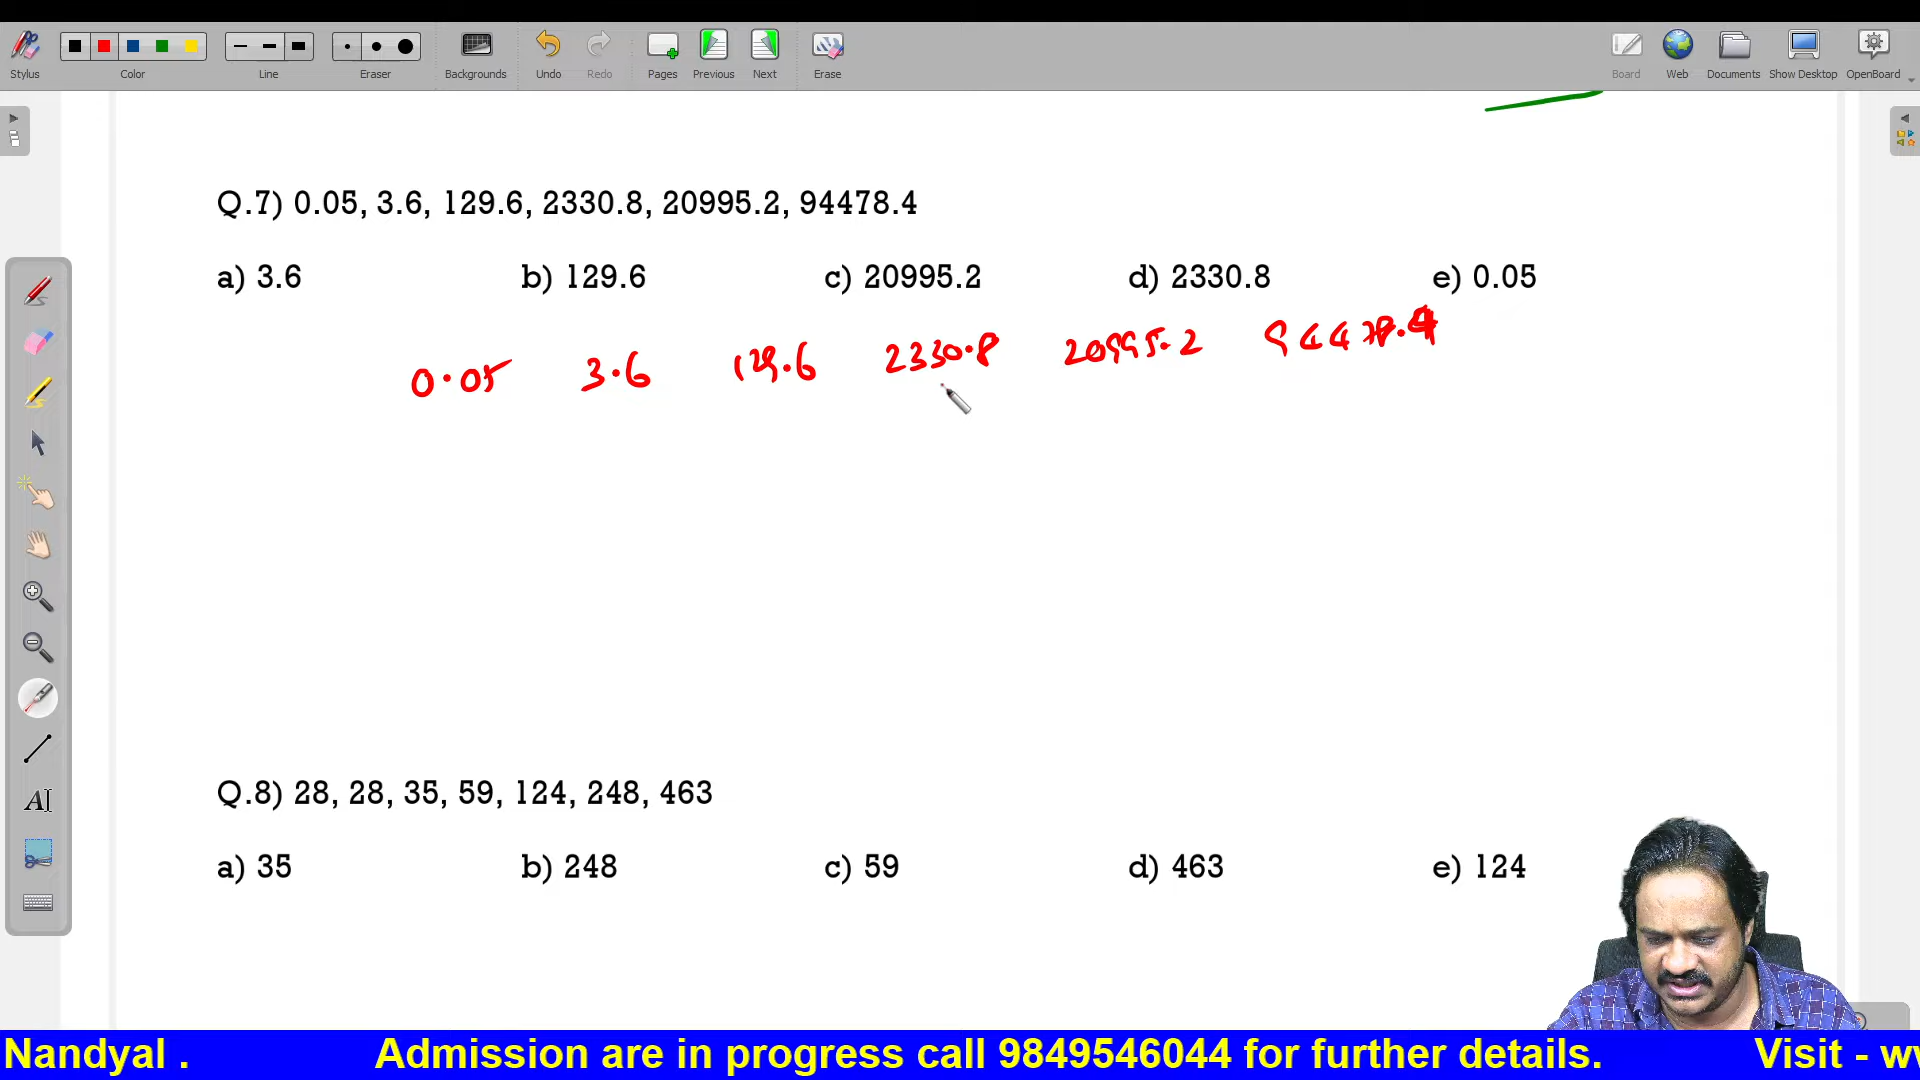 Stylus Color Line Eraser Backgrounds Undo Redo Pages Previous Next Erase Board Web Documents Show Desktop OpenBoard
Q.7) 0.05, 3.6, 129.6, 2330.8, 20995.2, 94478.4
a) 3.6 b) 129.6 c) 20995.2 d) 2330.8 e) 0.05
0.05 3.6 129.6 2330.8 20995.2 94478.4
Q.8) 28, 28, 35, 59, 124, 248, 463
a) 35 b) 248 c) 59 d) 463 e) 124
Nandyal . Admission are in progress call 9849546044 for further details. Visit - w